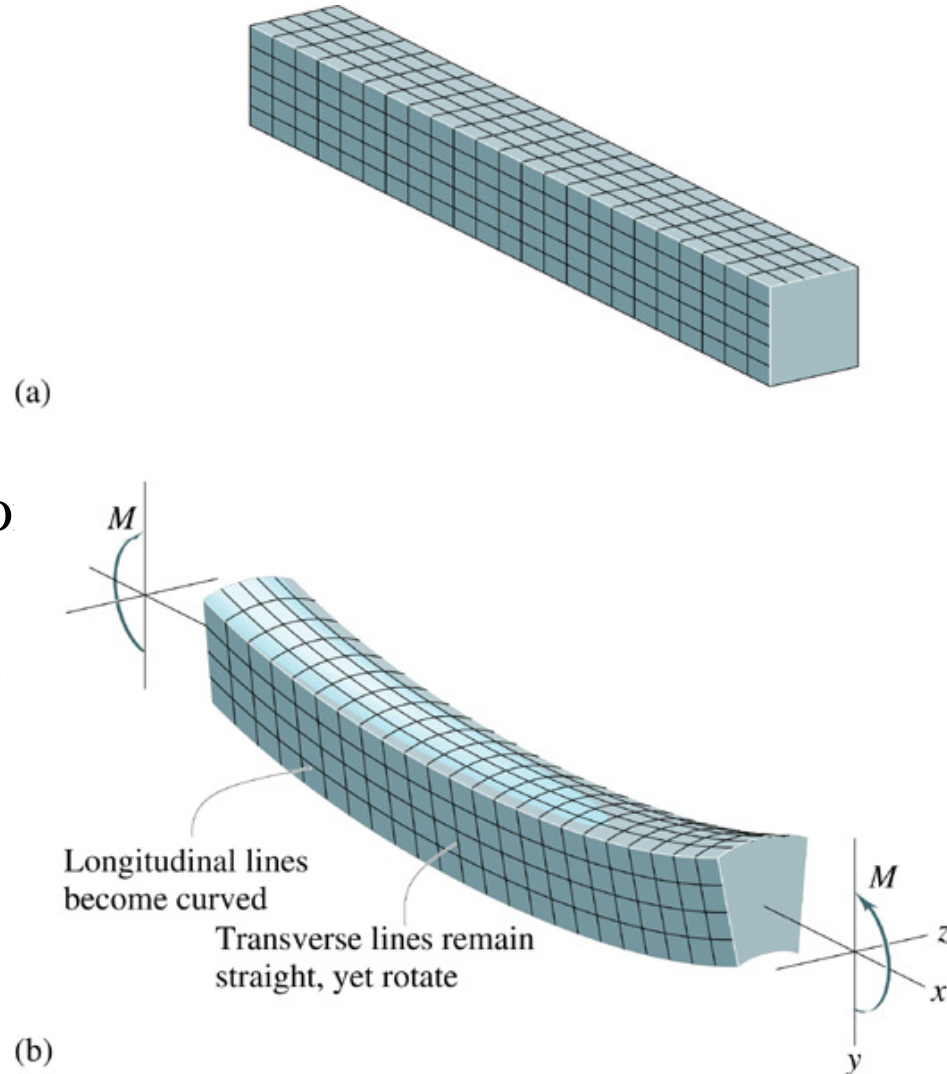 (a)
M
Longitudinal lines
become curved
Transverse lines remain
straight, yet rotate
M
z
x
y
(b)